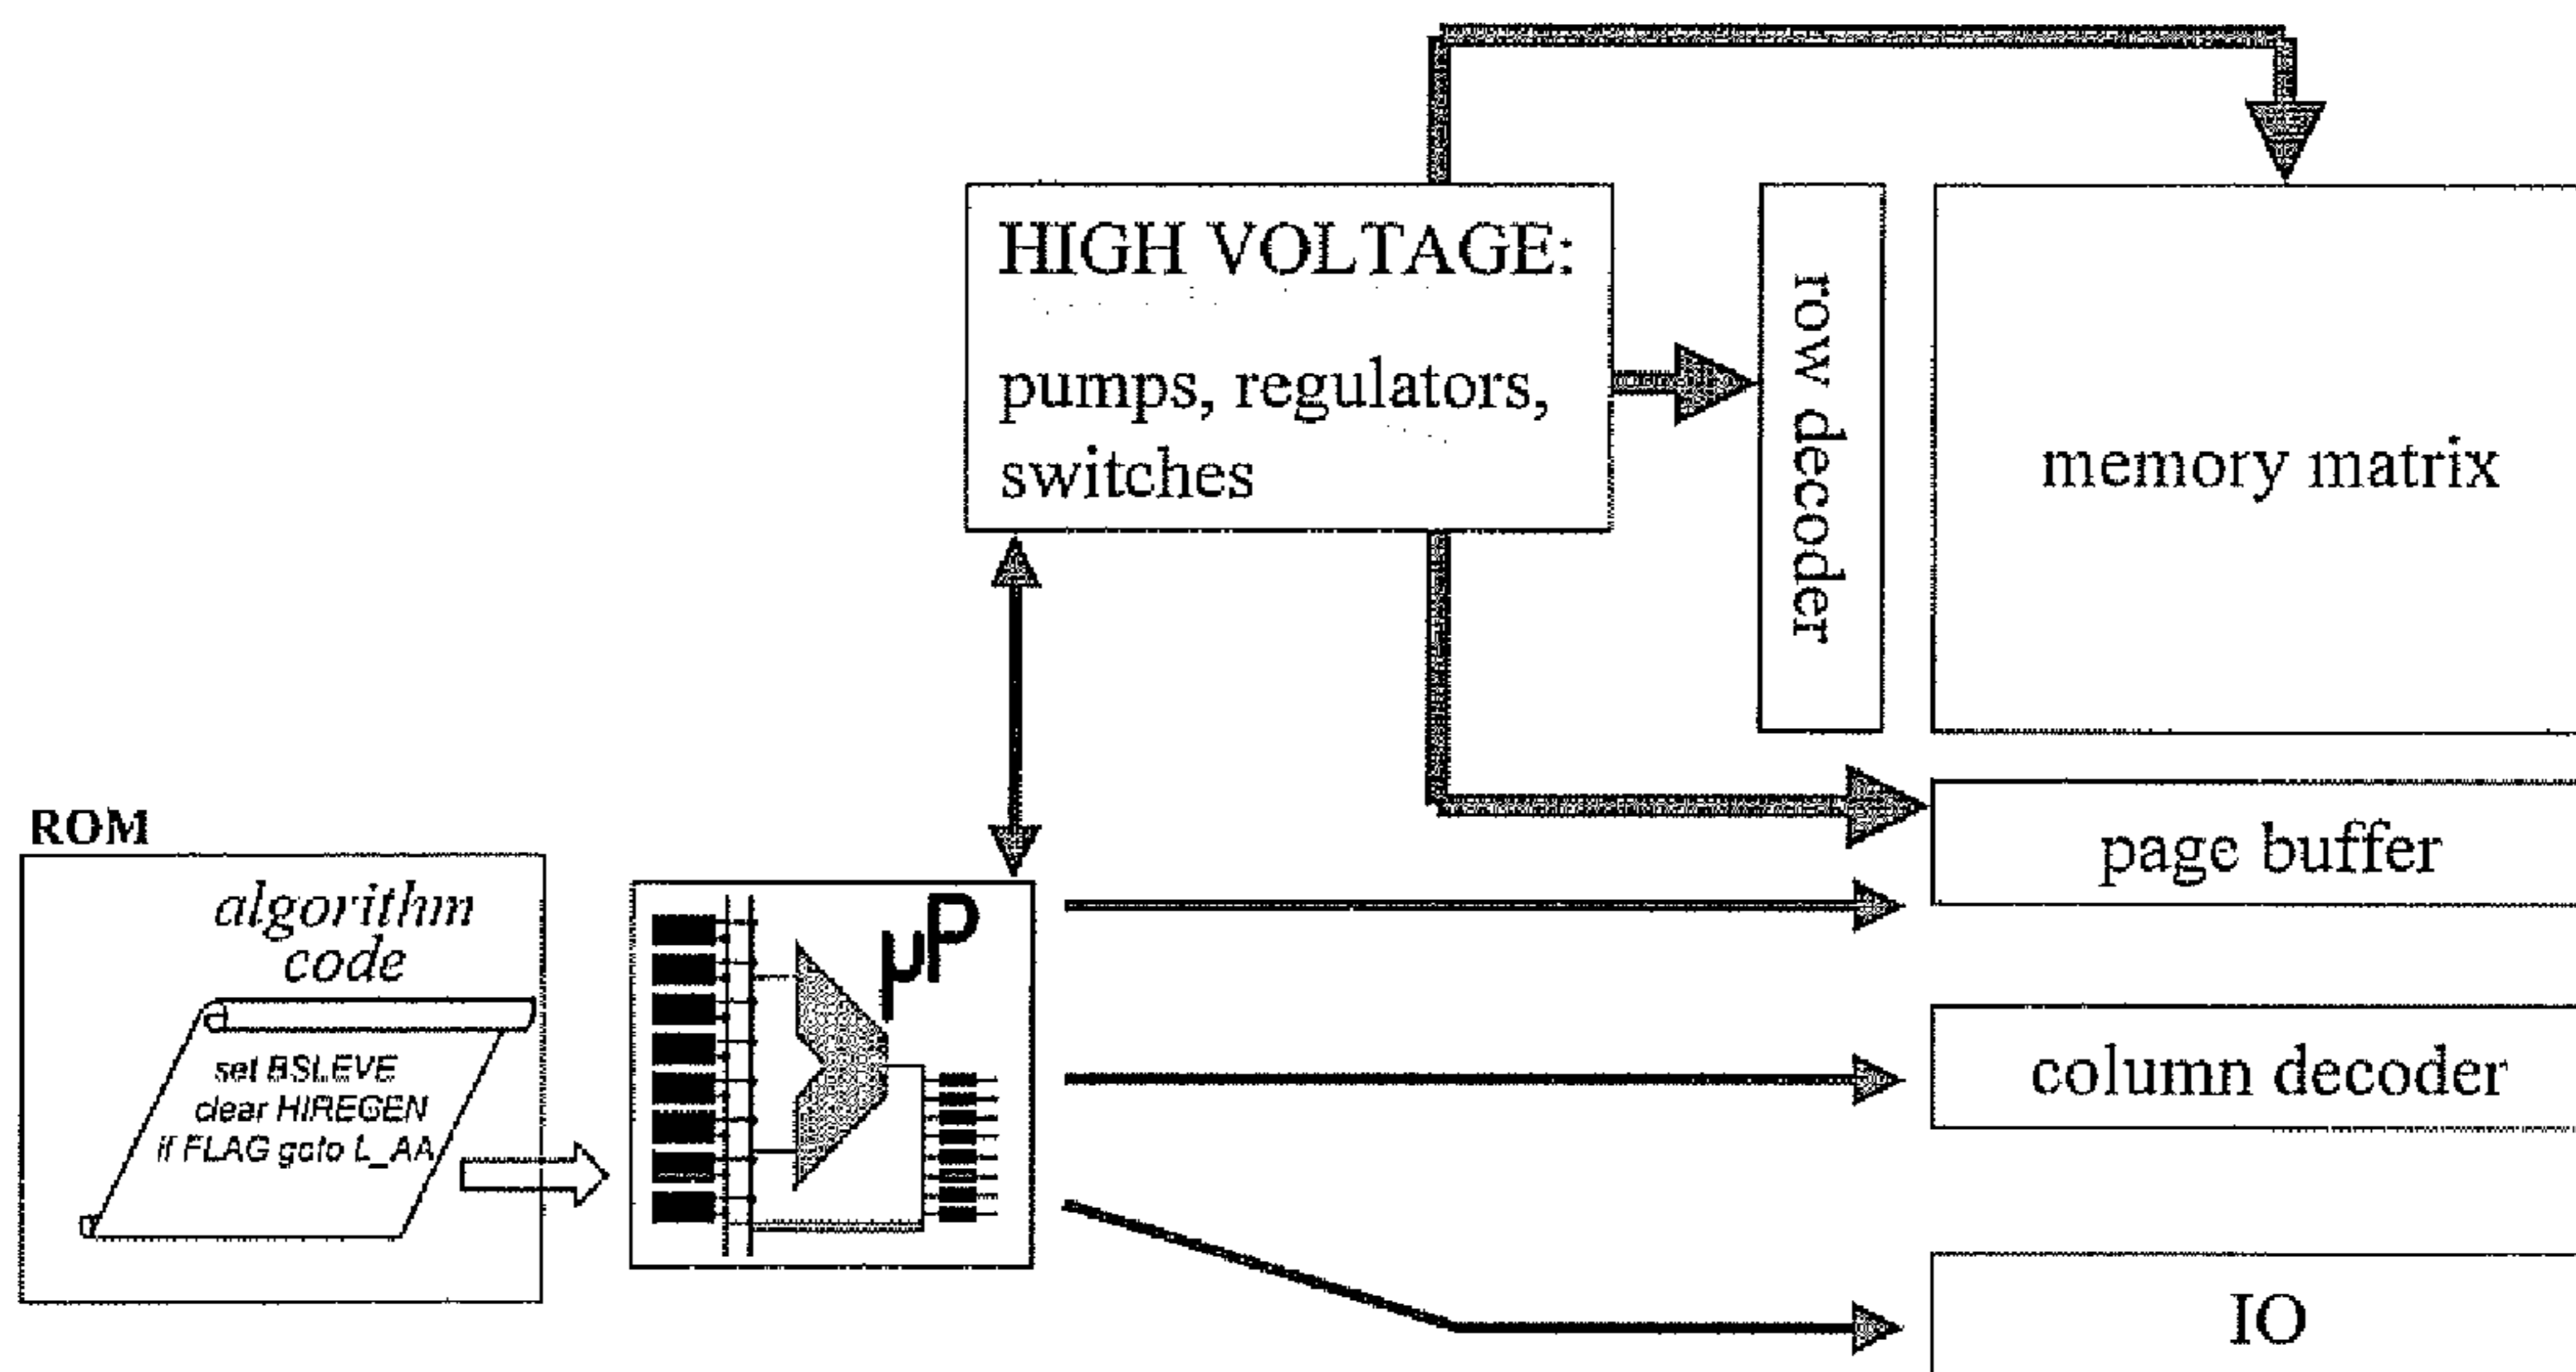 HIGH VOLTAGE:
pumps, regulators,
switches
row decoder
memory matrix
page buffer
column decoder
IO
ROM
algorithm
code
set BSLEVE
clear HIREGEN
if FLAG goto L_AA
µP